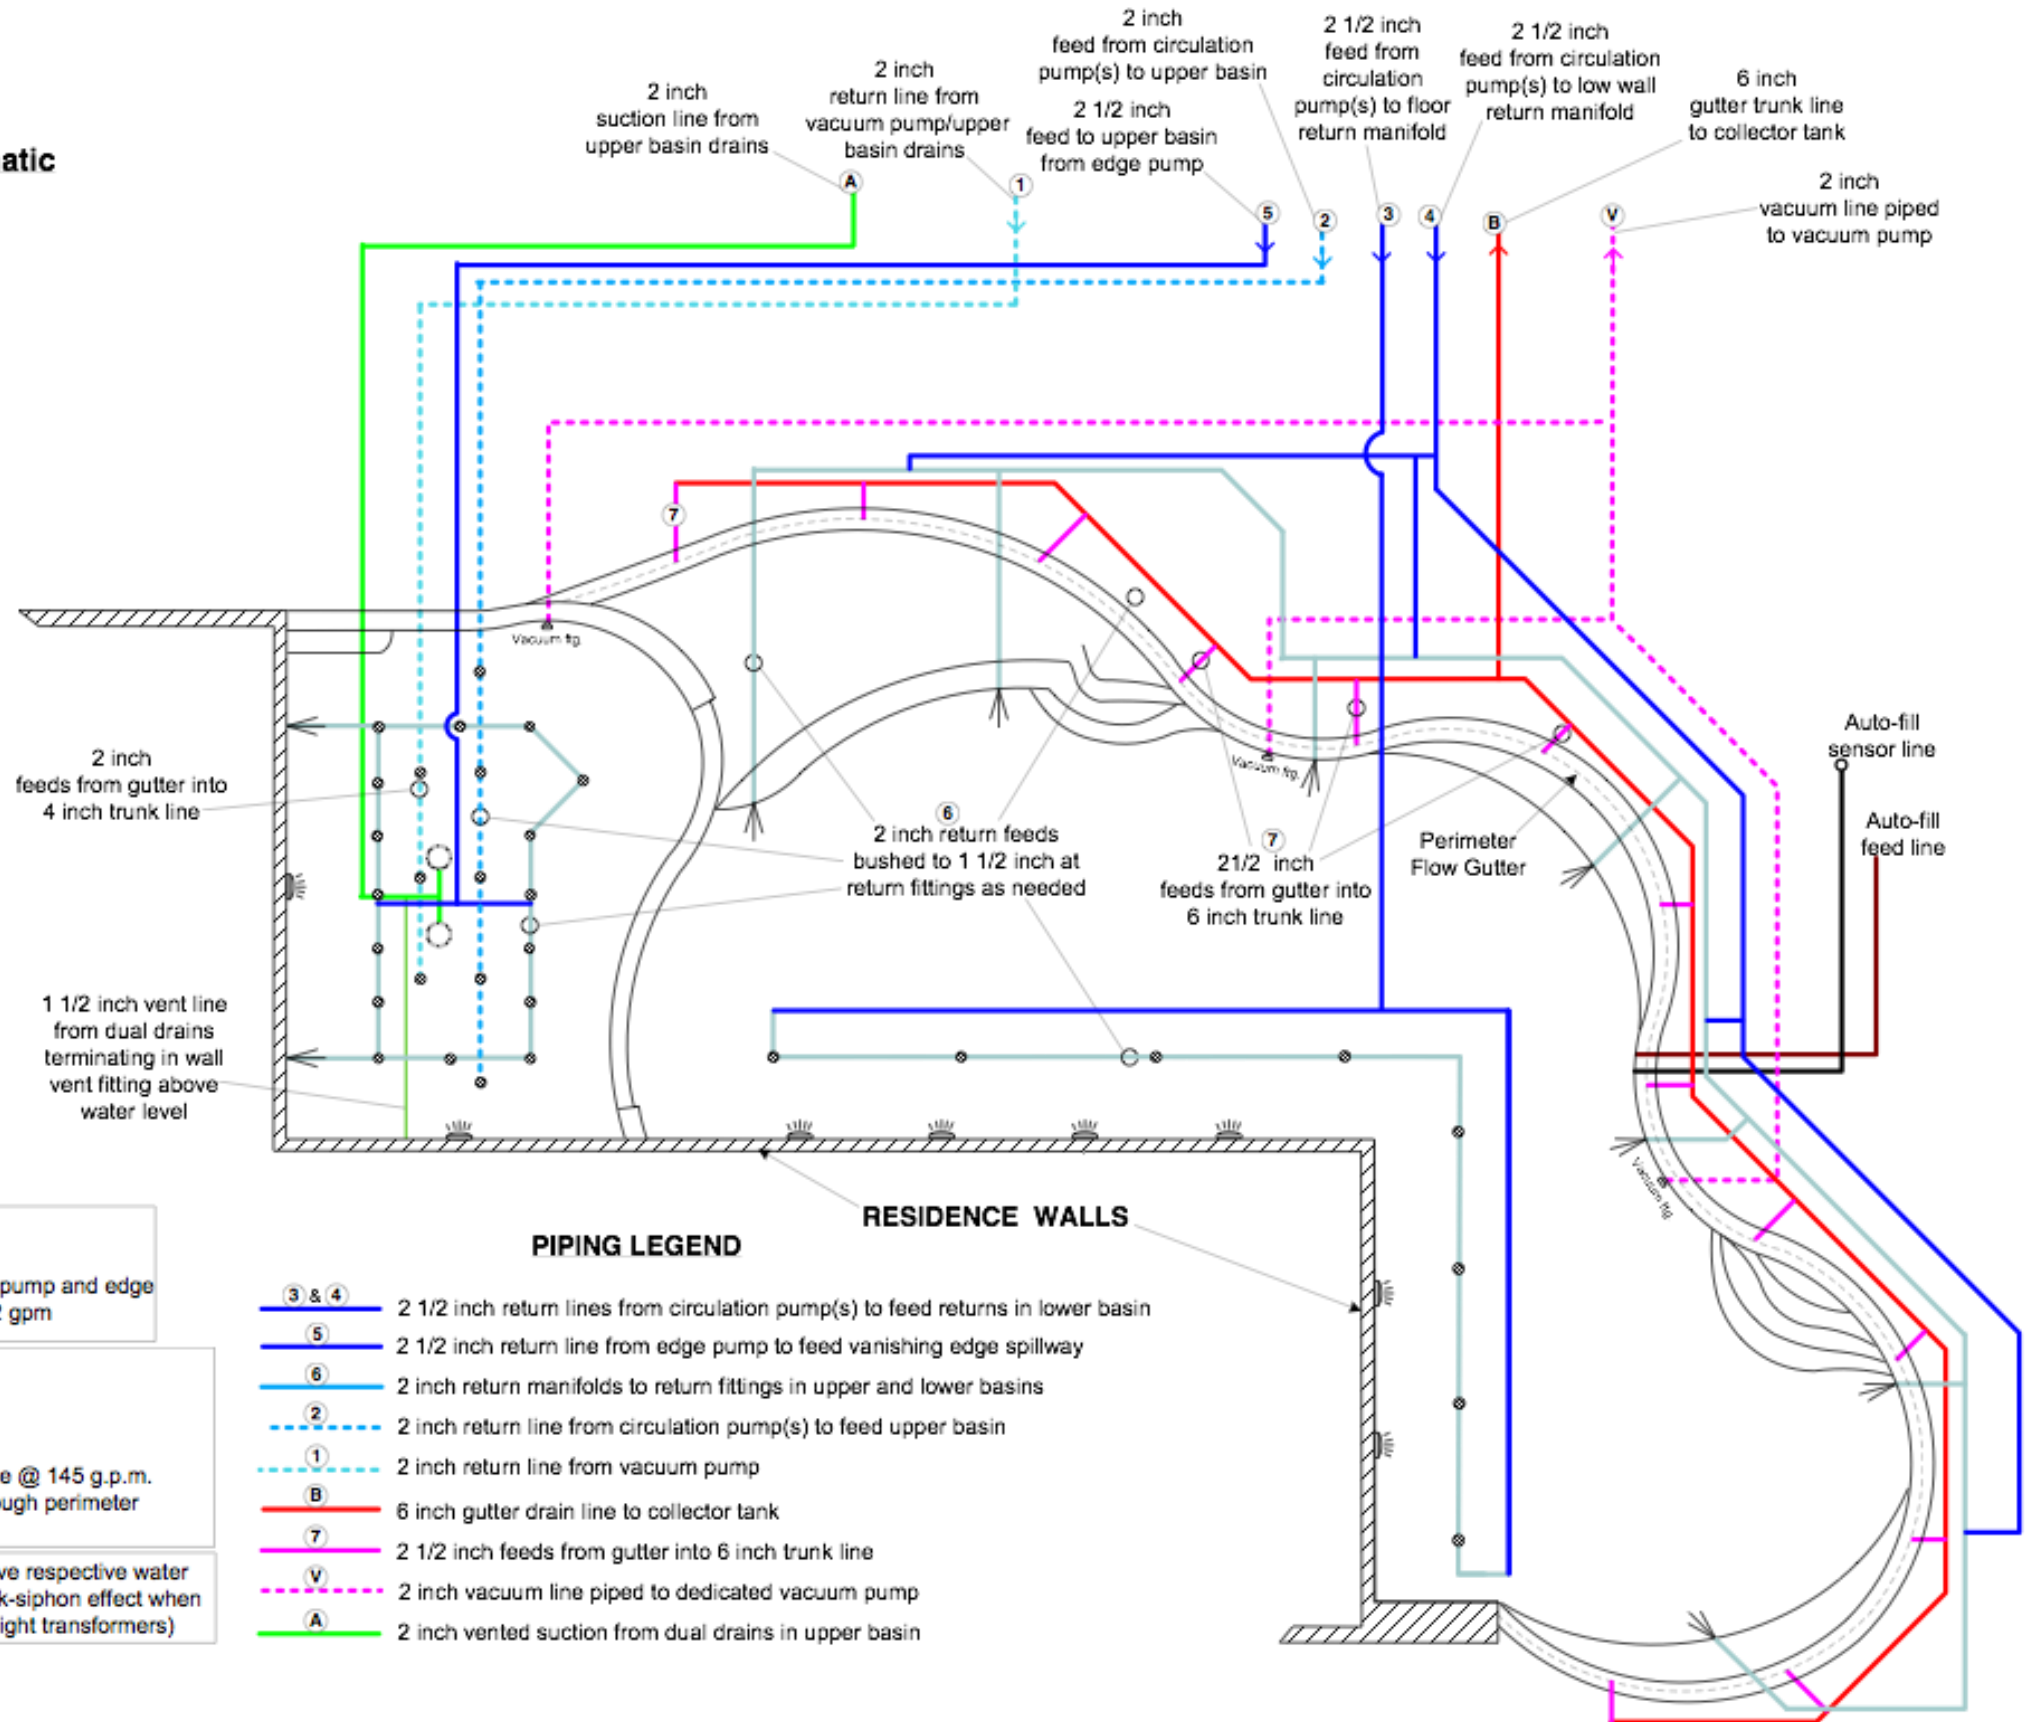 atic
2 inch
suction line from
upper basin drains
A
2 inch
return line from
vacuum pump/upper
basin drains
1
2 inch
feed from circulation
pump(s) to upper basin
2 1/2 inch
feed to upper basin
from edge pump
5
2
2 1/2 inch
feed from
circulation
pump(s) to floor
return manifold
3
2 1/2 inch
feed from circulation
pump(s) to low wall
return manifold
4
6 inch
gutter trunk line
to collector tank
B
2 inch
vacuum line piped
to vacuum pump
V
7
Vacuum ftg.
Vacuum ftg.
2 inch
feeds from gutter into
4 inch trunk line
6
2 inch return feeds
bushed to 1 1/2 inch at
return fittings as needed
7
21/2 inch
feeds from gutter into
6 inch trunk line
Perimeter
Flow Gutter
Auto-fill
sensor line
Auto-fill
feed line
1 1/2 inch vent line
from dual drains
terminating in wall
vent fitting above
water level
Vacuum ftg.
RESIDENCE WALLS
PIPING LEGEND
3 & 4
2 1/2 inch return lines from circulation pump(s) to feed returns in lower basin
5
2 1/2 inch return line from edge pump to feed vanishing edge spillway
6
2 inch return manifolds to return fittings in upper and lower basins
2
2 inch return line from circulation pump(s) to feed upper basin
1
2 inch return line from vacuum pump
B
6 inch gutter drain line to collector tank
7
2 1/2 inch feeds from gutter into 6 inch trunk line
V
2 inch vacuum line piped to dedicated vacuum pump
A
2 inch vented suction from dual drains in upper basin
pump and edge
2 gpm
e @ 145 g.p.m.
ough perimeter
ve respective water
k-siphon effect when
ight transformers)